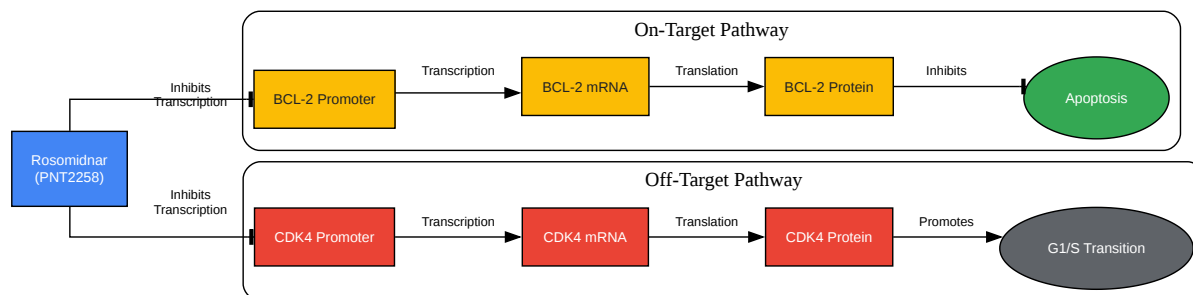 On-Target Pathway
Inhibits
Transcription
BCL-2 Promoter
Transcription
BCL-2 mRNA
Translation
BCL-2 Protein
Inhibits
Apoptosis
Rosomidnar
(PNT2258)
Off-Target Pathway
Inhibits
Transcription
CDK4 Promoter
Transcription
CDK4 mRNA
Translation
CDK4 Protein
Promotes
G1/S Transition